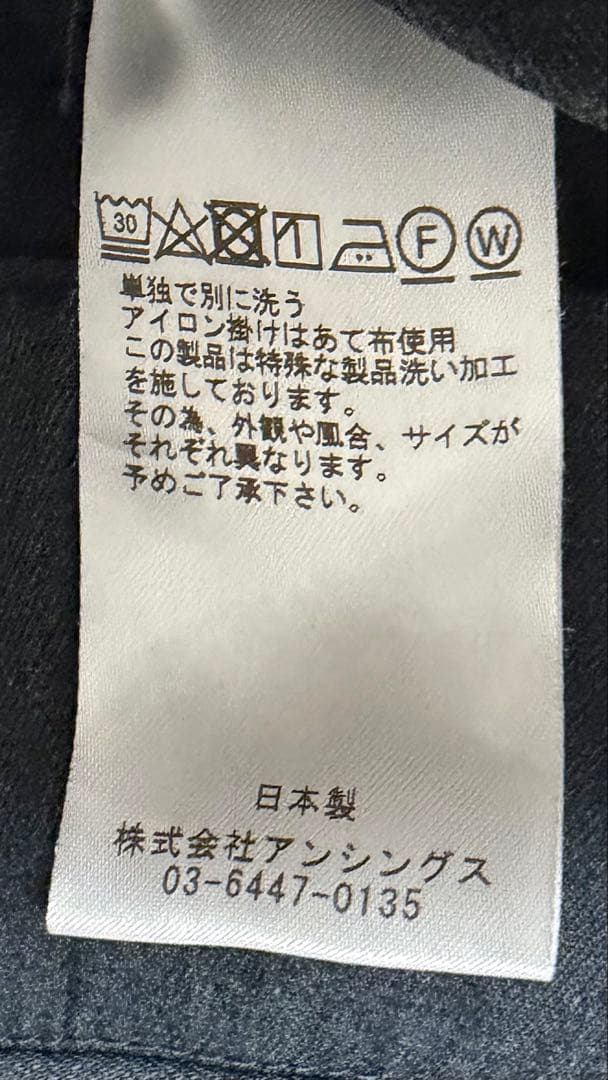 30 F W
単独で別に洗う
アイロン掛けはあて布使用
この製品は特殊な製品洗い加工
を施しております。
その為、外観や風合、サイズが
それぞれ異なります。
予めご了承下さい。
日本製
株式会社アンシングス
03-6447-0135